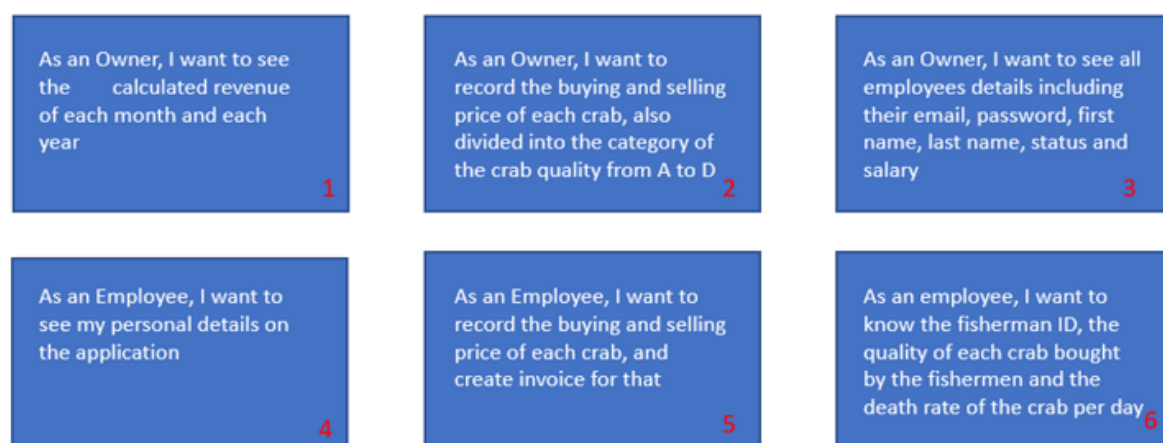 As an Owner, I want to see
the calculated revenue
of each month and each
year
1
As an Owner, I want to
record the buying and selling
price of each crab, also
divided into the category of
the crab quality from A to D
2
As an Owner, I want to see all
employees details including
their email, password, first
name, last name, status and
salary
3
As an Employee, I want to
see my personal details on
the application
4
As an Employee, I want to
record the buying and selling
price of each crab, and
create invoice for that
5
As an employee, I want to
know the fisherman ID, the
quality of each crab bought
by the fishermen and the
death rate of the crab per day
6